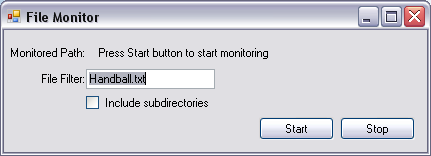 File Monitor
Monitored Path: Press Start button to start monitoring
File Filter: Handball.txt
Include subdirectories
Start Stop